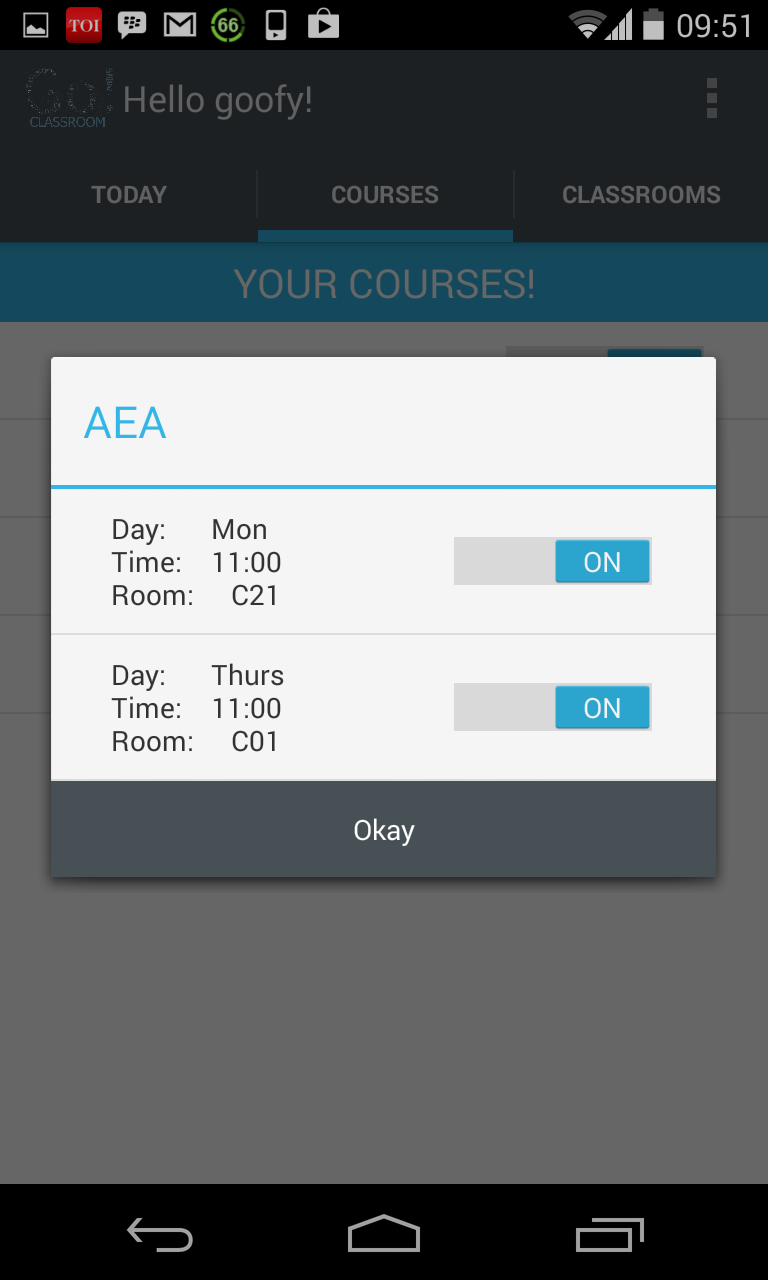 TOI 66 09:51
Go! CLASSROOM Hello goofy!
TODAY COURSES CLASSROOMS
YOUR COURSES!
AEA
Day: Mon
Time: 11:00 ON
Room: C21
Day: Thurs
Time: 11:00 ON
Room: C01
Okay